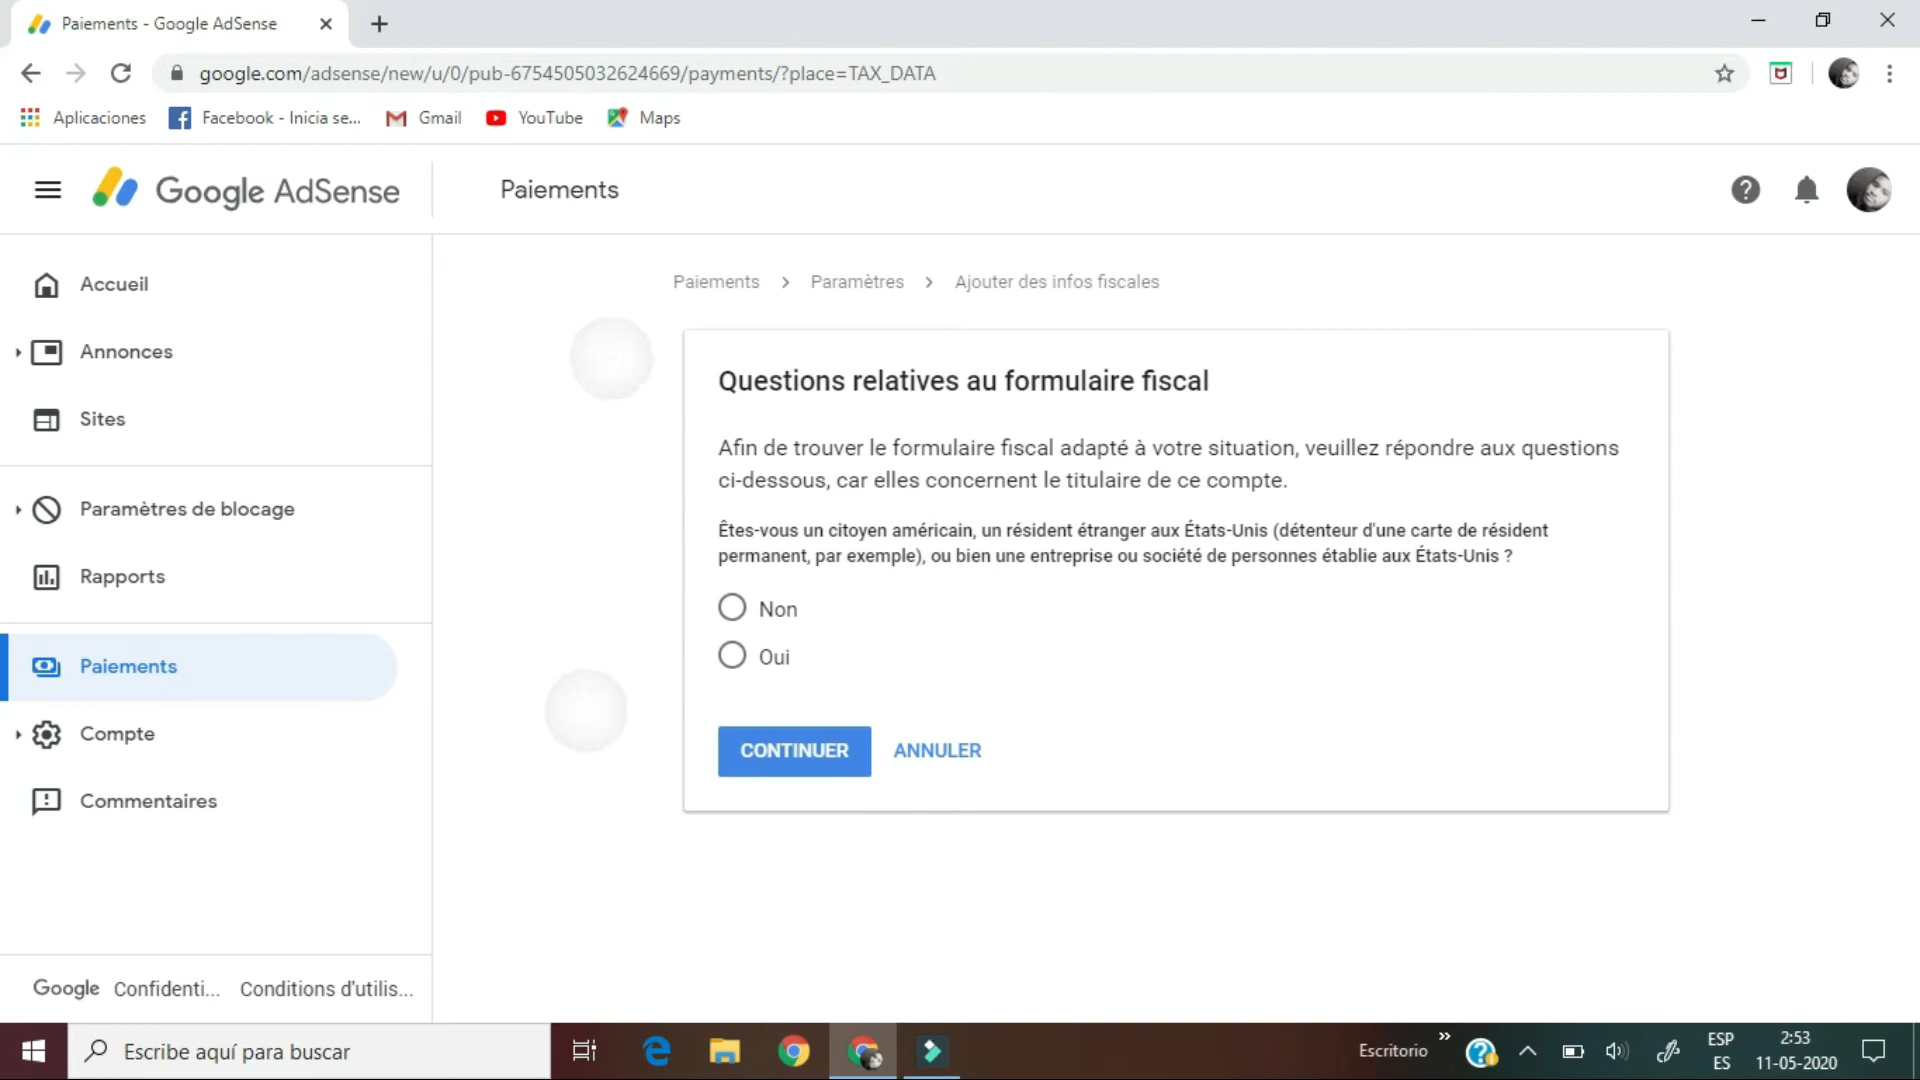 Paiements - Google AdSense
google.com/adsense/new/u/0/pub-6754505032624669/payments/?place=TAX_DATA
Aplicaciones
Facebook - Inicia se...
Gmail
YouTube
Maps
Google AdSense
Paiements
Accueil
Annonces
Sites
Paramètres de blocage
Rapports
Paiements
Compte
Commentaires
Google Confidenti... Conditions d'utilis...
Paiements > Paramètres > Ajouter des infos fiscales
Questions relatives au formulaire fiscal
Afin de trouver le formulaire fiscal adapté à votre situation, veuillez répondre aux questions
ci-dessous, car elles concernent le titulaire de ce compte.
Êtes-vous un citoyen américain, un résident étranger aux États-Unis (détenteur d'une carte de résident
permanent, par exemple), ou bien une entreprise ou société de personnes établie aux États-Unis ?
Non
Oui
CONTINUER
ANNULER
Escribe aquí para buscar
Escritorio
ESP
ES
2:53
11-05-2020